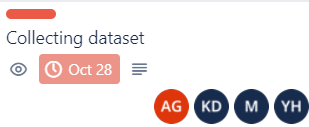 Collecting dataset
Oct 28
AG KD M YH